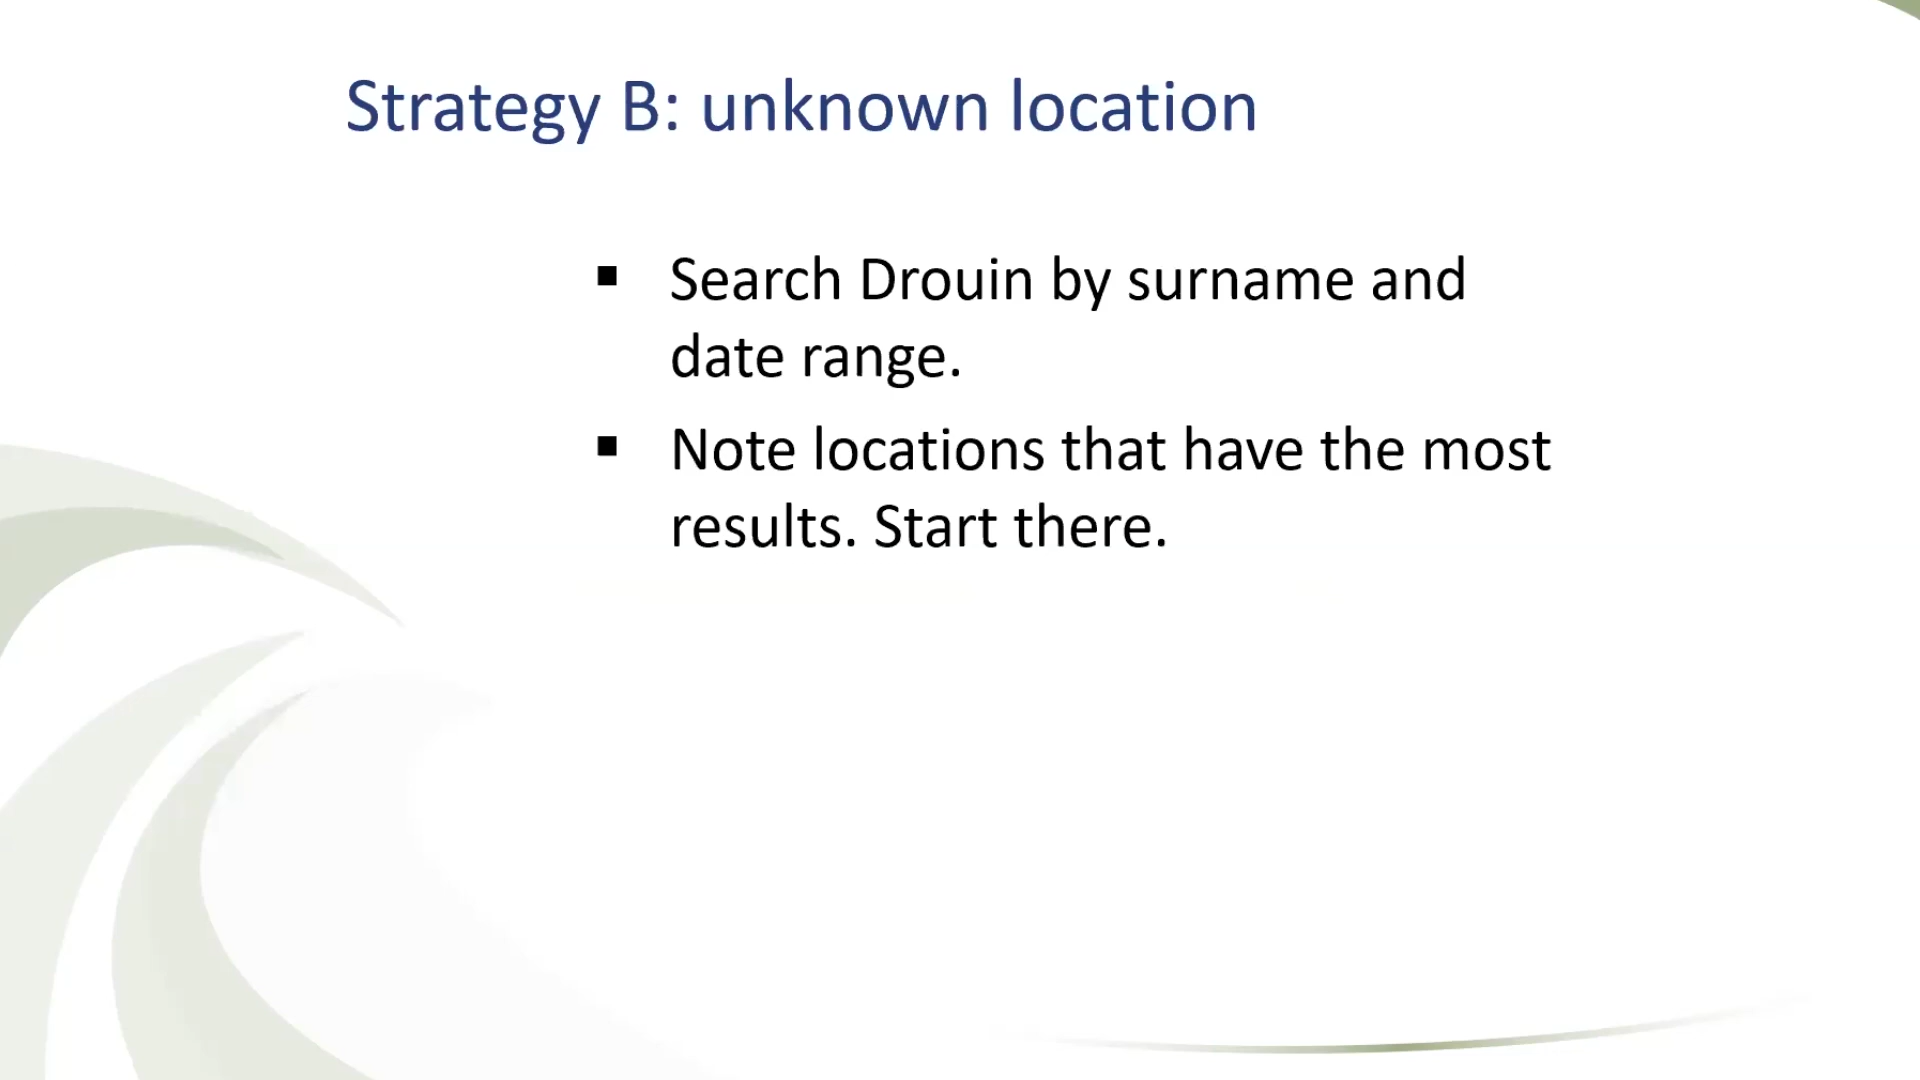 Strategy B: unknown location
▪ Search Drouin by surname and
date range.
▪ Note locations that have the most
results. Start there.